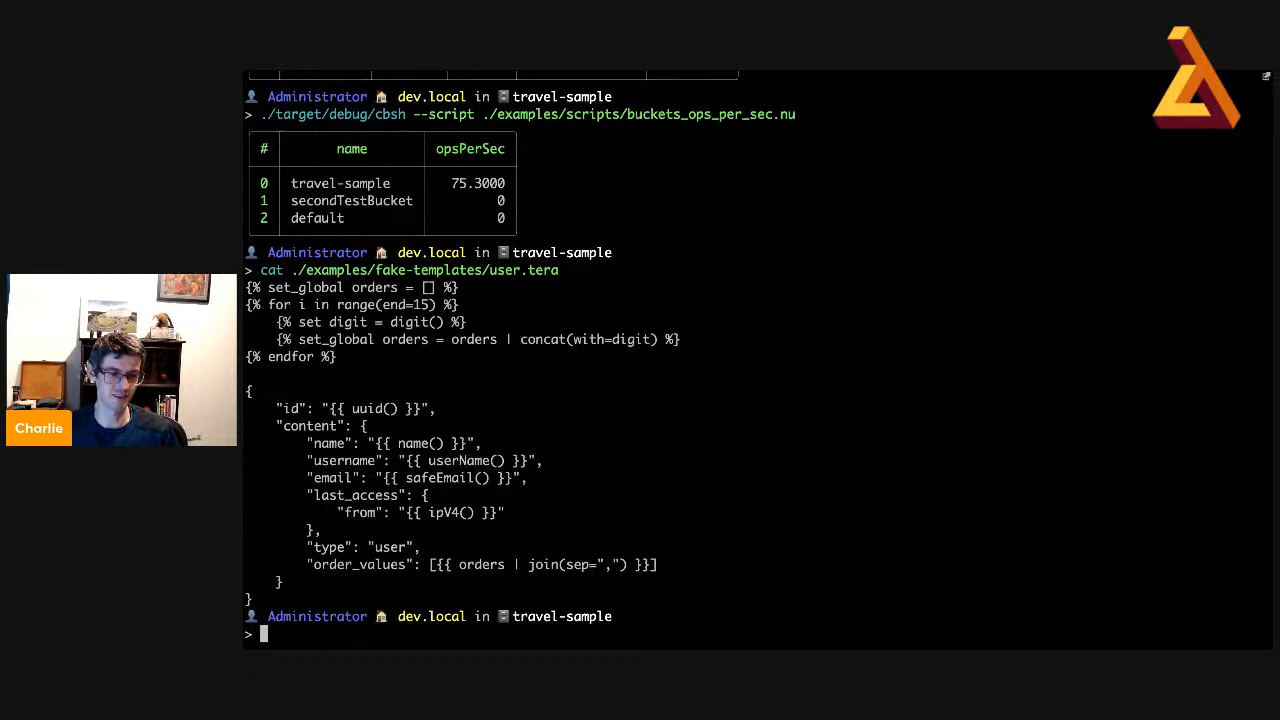 Administrator dev.local in travel-sample
> ./target/debug/cbsh --script ./examples/scripts/buckets_ops_per_sec.nu
# name opsPerSec
0 travel-sample 75.3000
1 secondTestBucket 0
2 default 0
Administrator dev.local in travel-sample
> cat ./examples/fake-templates/user.tera
{% set_global orders = [] %}
{% for i in range(end=15) %}
    {% set digit = digit() %}
    {% set_global orders = orders | concat(with=digit) %}
{% endfor %}
{
    "id": "{{ uuid() }}",
    "content": {
        "name": "{{ name() }}",
        "username": "{{ userName() }}",
        "email": "{{ safeEmail() }}",
        "last_access": {
            "from": "{{ ipV4() }}"
        },
        "type": "user",
        "order_values": [{{ orders | join(sep=",") }}]
    }
}
Administrator dev.local in travel-sample
>
Charlie